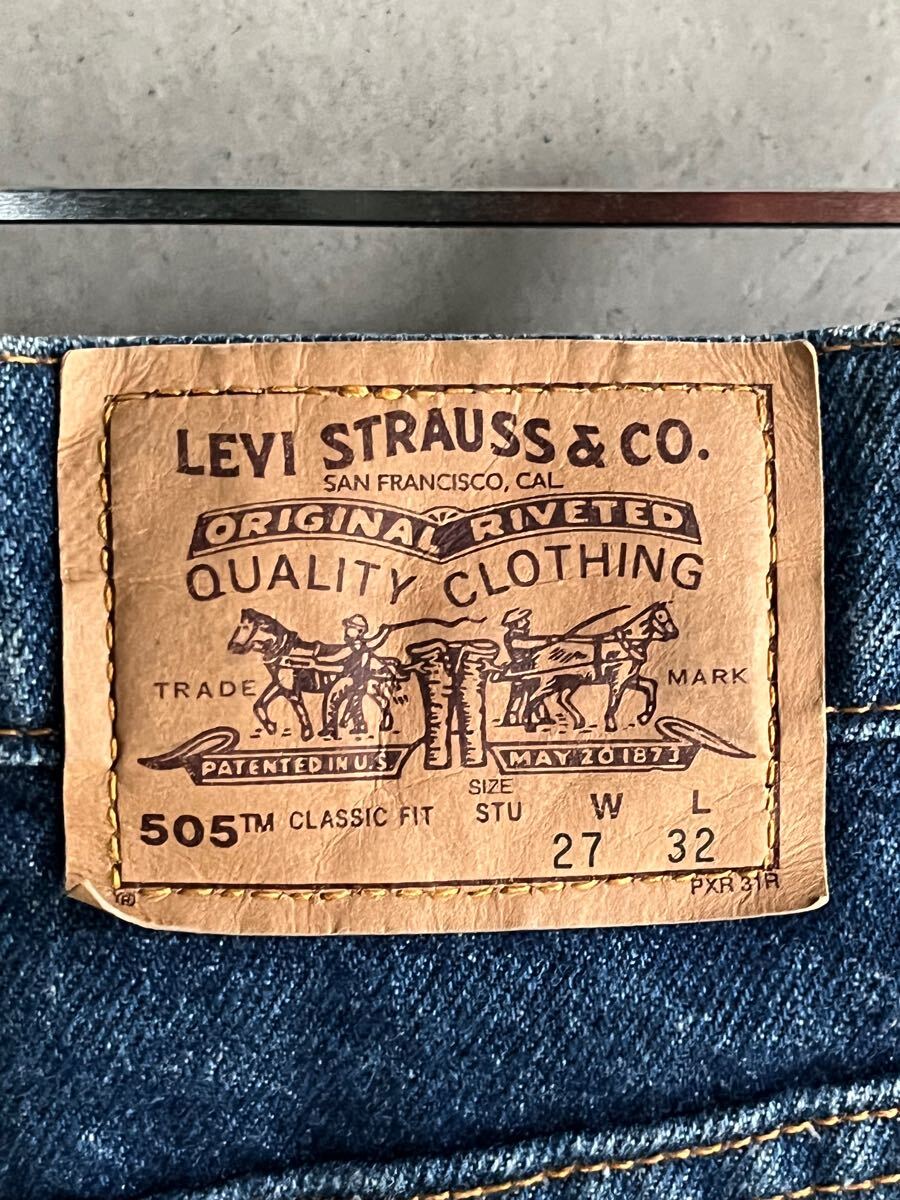 LEVI STRAUSS & CO.
SAN FRANCISCO, CAL
ORIGINAL RIVETED
QUALITY CLOTHING
TRADE MARK
PATENTED IN U.S. MAY 20 1873
SIZE
505™ CLASSIC FIT STU W L
27 32
® PXR 31R